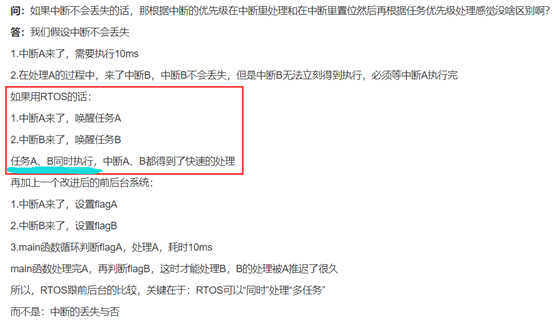 问：如果中断不会丢失的话，那根据中断的优先级在中断里处理和在中断里置位然后再根据任务优先级处理感觉没啥区别啊?
答：我们假设中断不会丢失
1.中断A来了，需要执行10ms
2.在处理A的过程中，来了中断B，中断B不会丢失，但是中断B无法立刻得到执行，必须等中断A执行完
如果用RTOS的话：
1.中断A来了，唤醒任务A
2.中断B来了，唤醒任务B
任务A、B同时执行，中断A、B都得到了快速的处理
再加上一个改进后的前后台系统：
1.中断A来了，设置flagA
2.中断B来了，设置flagB
3.main函数循环判断flagA，处理A，耗时10ms
main函数处理完A，再判断flagB，这时才能处理B，B的处理被A推迟了很久
所以，RTOS跟前后台的比较，关键在于：RTOS可以“同时”处理“多任务”
而不是：中断的丢失与否